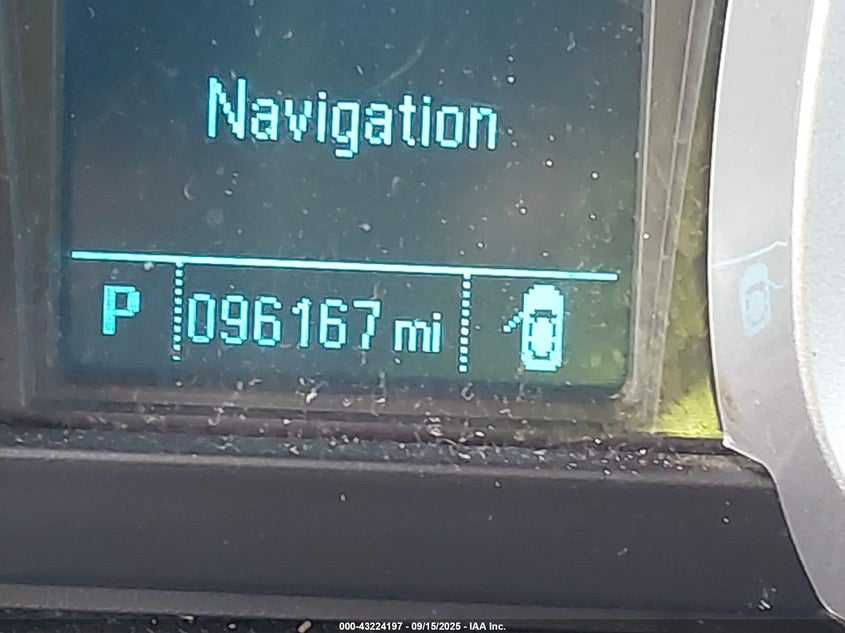 Navigation
P 096167 mi
000-43224197 - 09/15/2025 - IAA Inc.